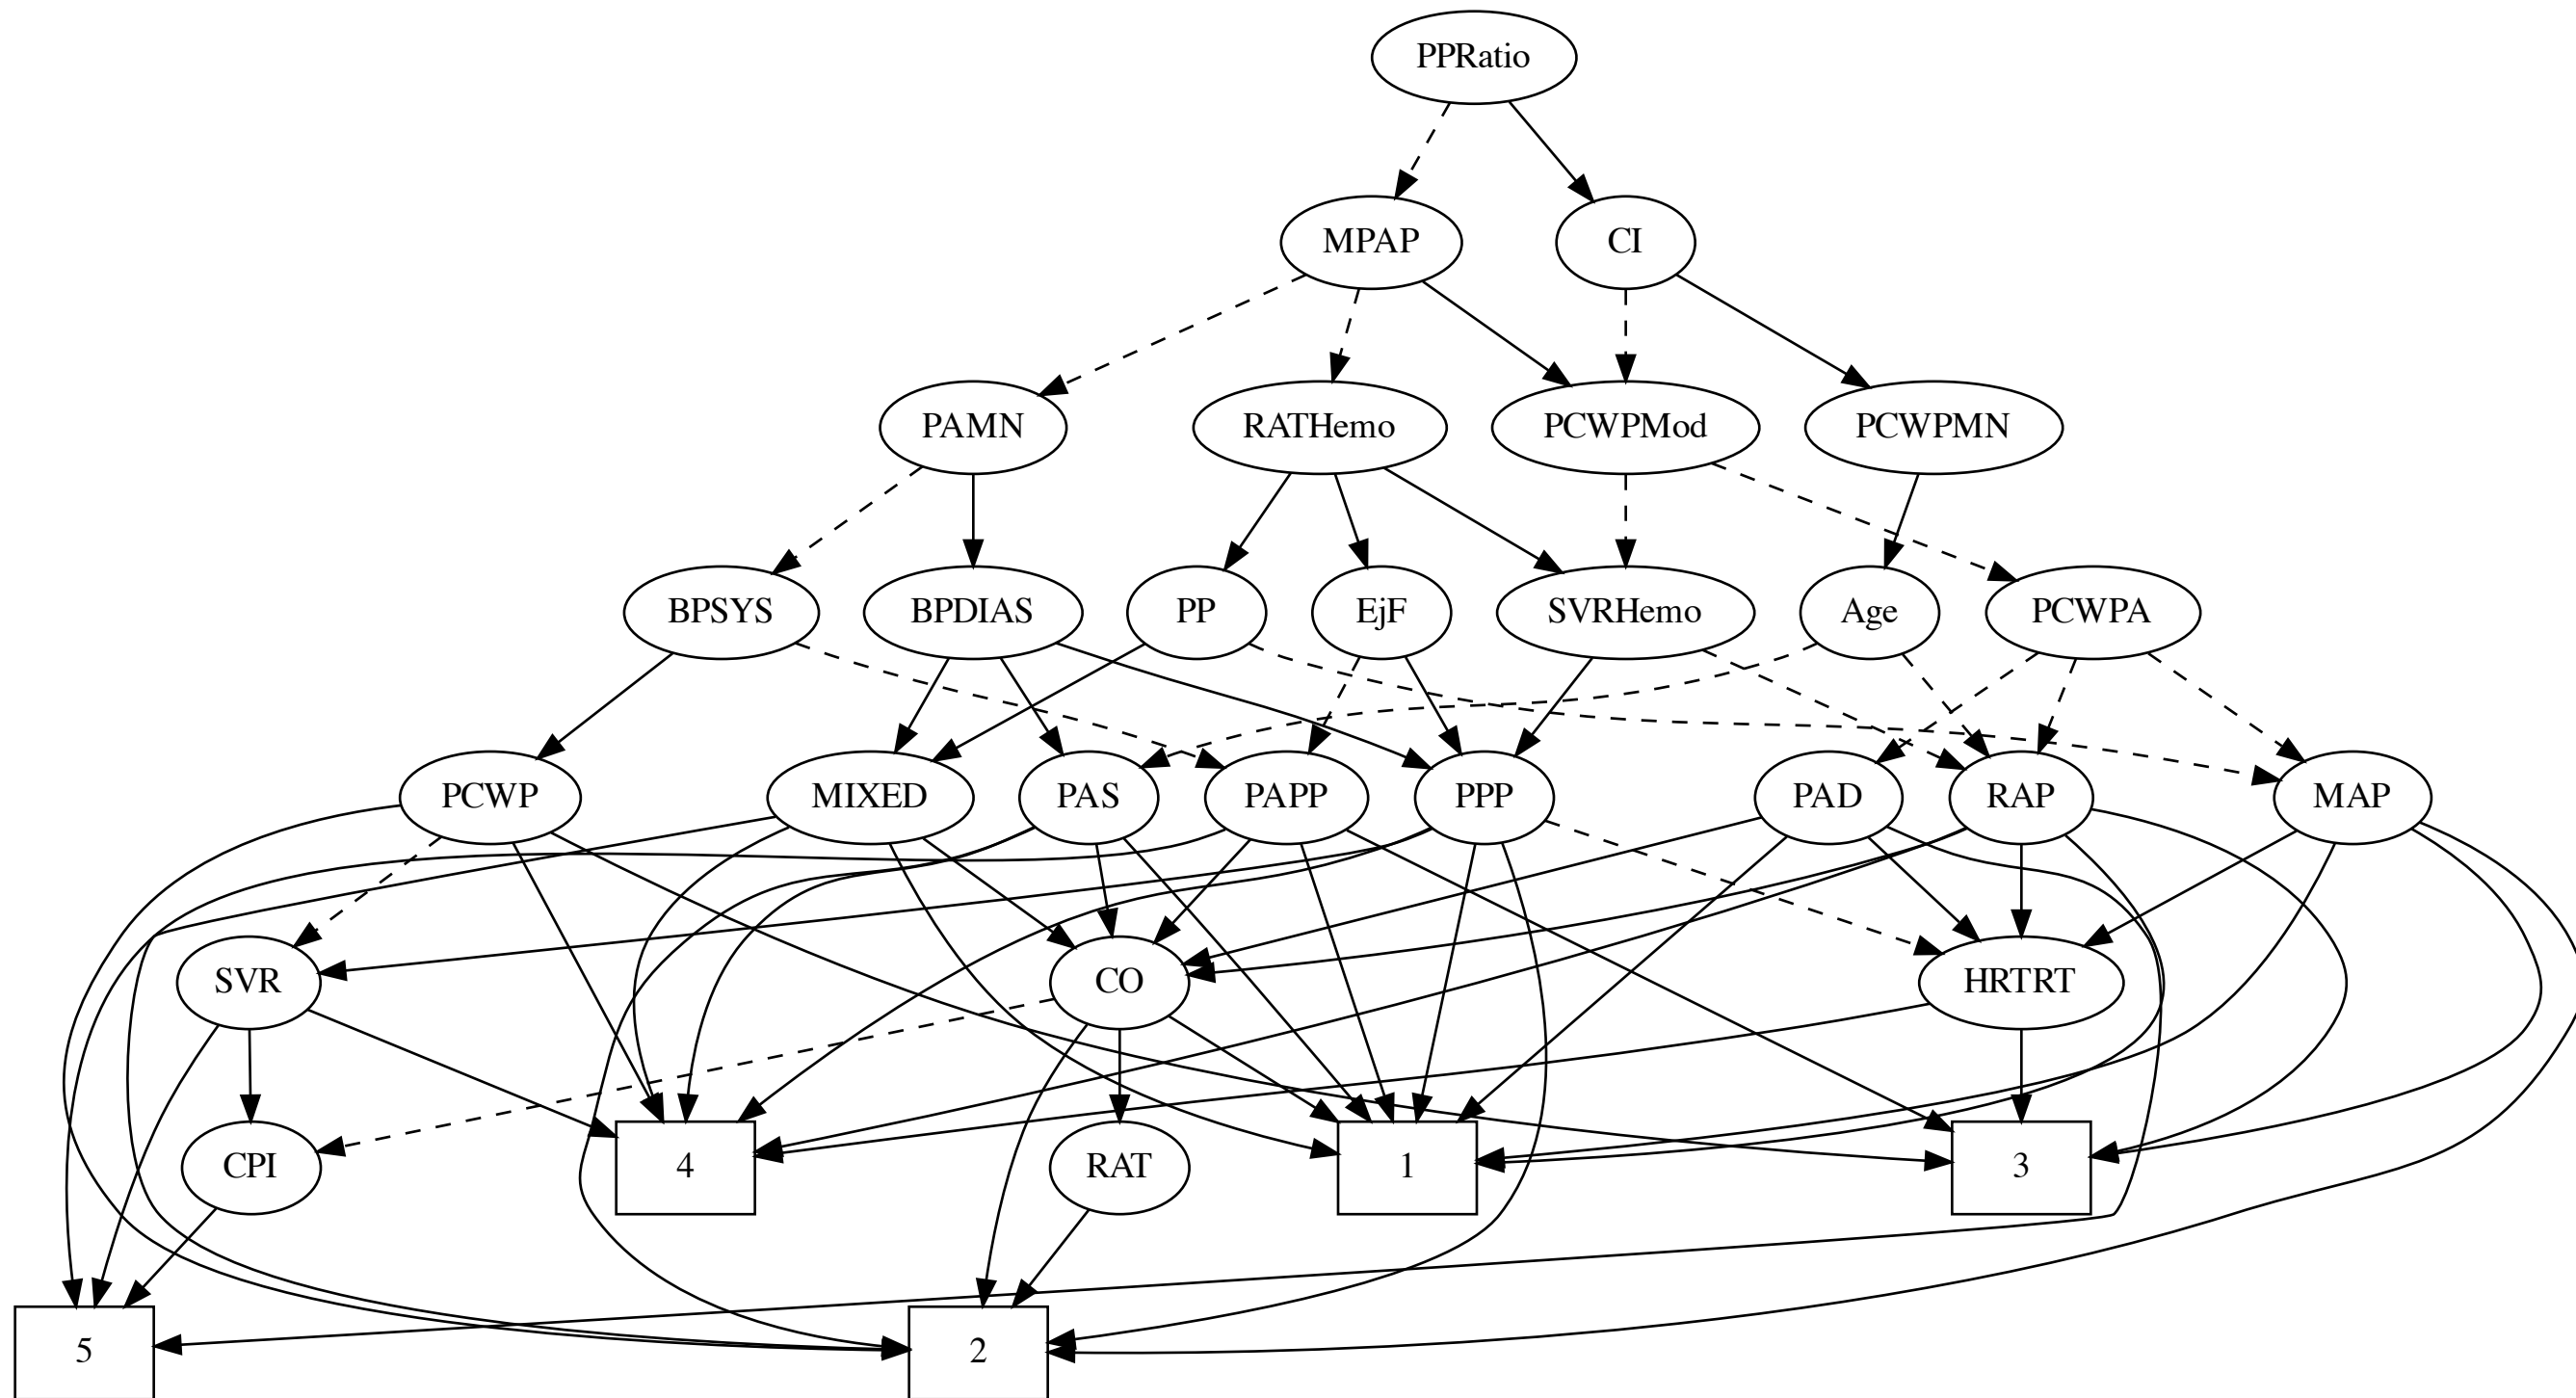 PPRatio
MPAP
CI
PAMN
RATHemo
PCWPMod
PCWPMN
BPSYS
BPDIAS
PP
EjF
SVRHemo
Age
PCWPA
PCWP
MIXED
PAS
PAPP
PPP
PAD
RAP
MAP
SVR
CO
HRTRT
CPI
4
RAT
1
3
5
2